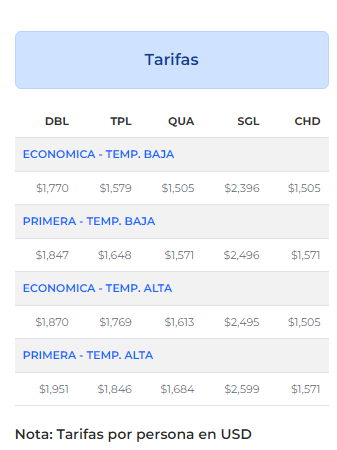 Tarifas
DBL TPL QUA SGL CHD
ECONOMICA - TEMP. BAJA
$1,770 $1,579 $1,505 $2,396 $1,505
PRIMERA - TEMP. BAJA
$1,847 $1,648 $1,571 $2,496 $1,571
ECONOMICA - TEMP. ALTA
$1,870 $1,769 $1,613 $2,495 $1,505
PRIMERA - TEMP. ALTA
$1,951 $1,846 $1,684 $2,599 $1,571
Nota: Tarifas por persona en USD